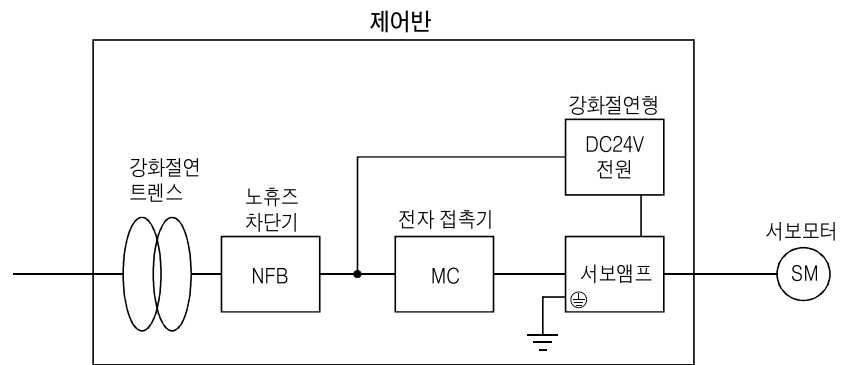 제어반
강화절연형
DC24V
전원
강화절연
트렌스
노휴즈
차단기
전자 접촉기
서보모터
NFB
MC
서보앰프
SM